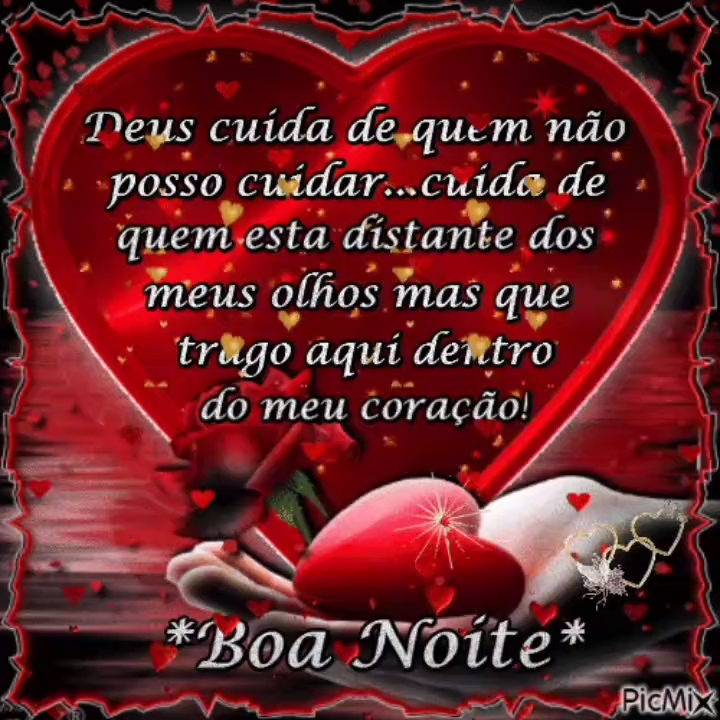 Deus cuida de quem não
posso cuidar...cuida de
quem esta distante dos
meus olhos mas que
trago aqui dentro
do meu coração!
*Boa Noite*
PicMix